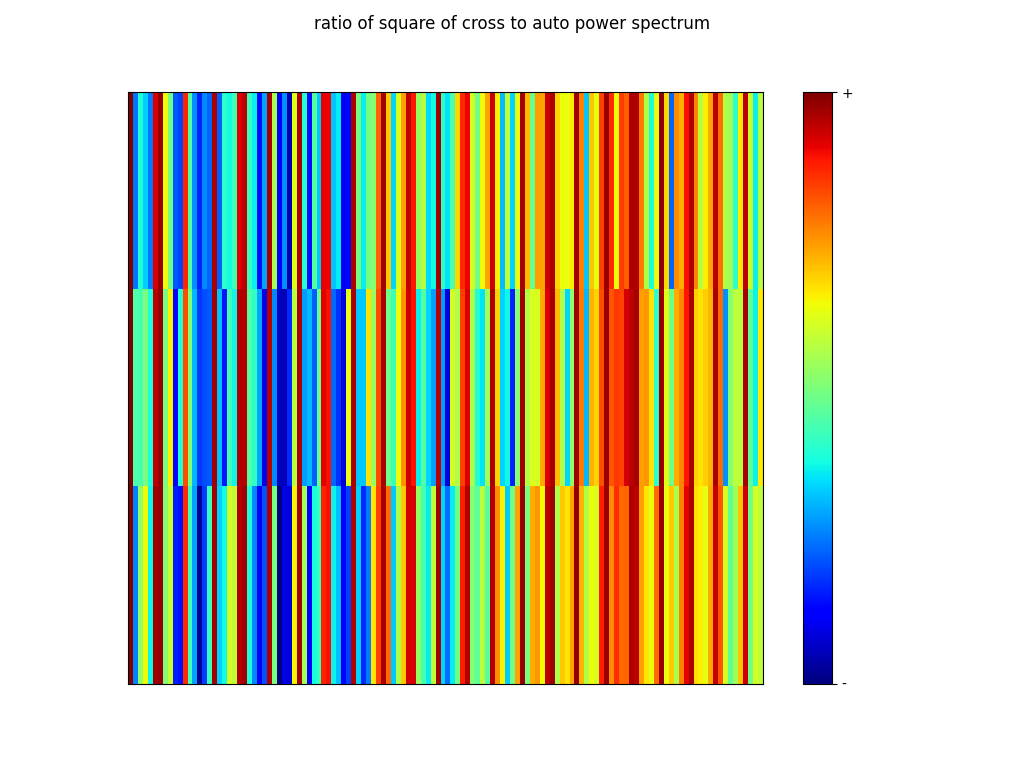 ratio of square of cross to auto power spectrum
+
-